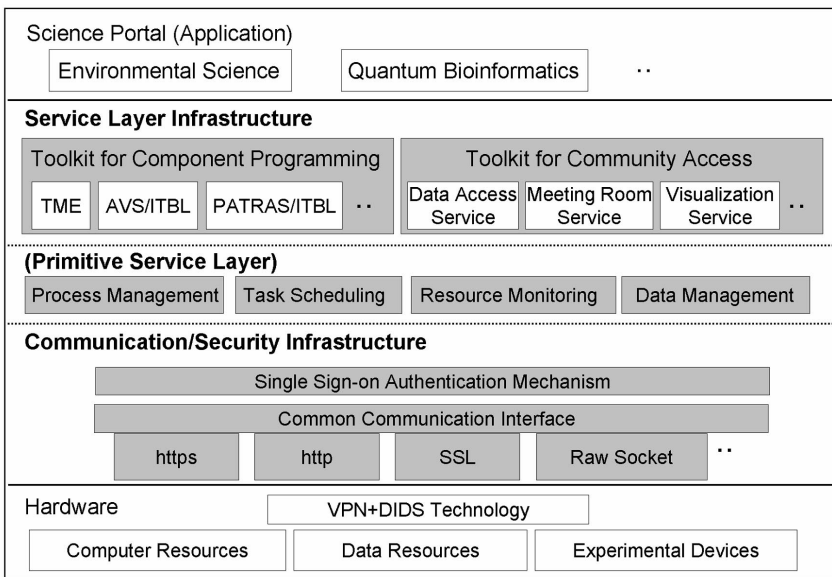 Science Portal (Application)
Environmental Science
Quantum Bioinformatics
..
Service Layer Infrastructure
Toolkit for Component Programming
TME
AVS/ITBL
PATRAS/ITBL
..
Toolkit for Community Access
Data Access
Service
Meeting Room
Service
Visualization
Service
..
(Primitive Service Layer)
Process Management
Task Scheduling
Resource Monitoring
Data Management
Communication/Security Infrastructure
Single Sign-on Authentication Mechanism
Common Communication Interface
https
http
SSL
Raw Socket
..
Hardware
VPN+DIDS Technology
Computer Resources
Data Resources
Experimental Devices